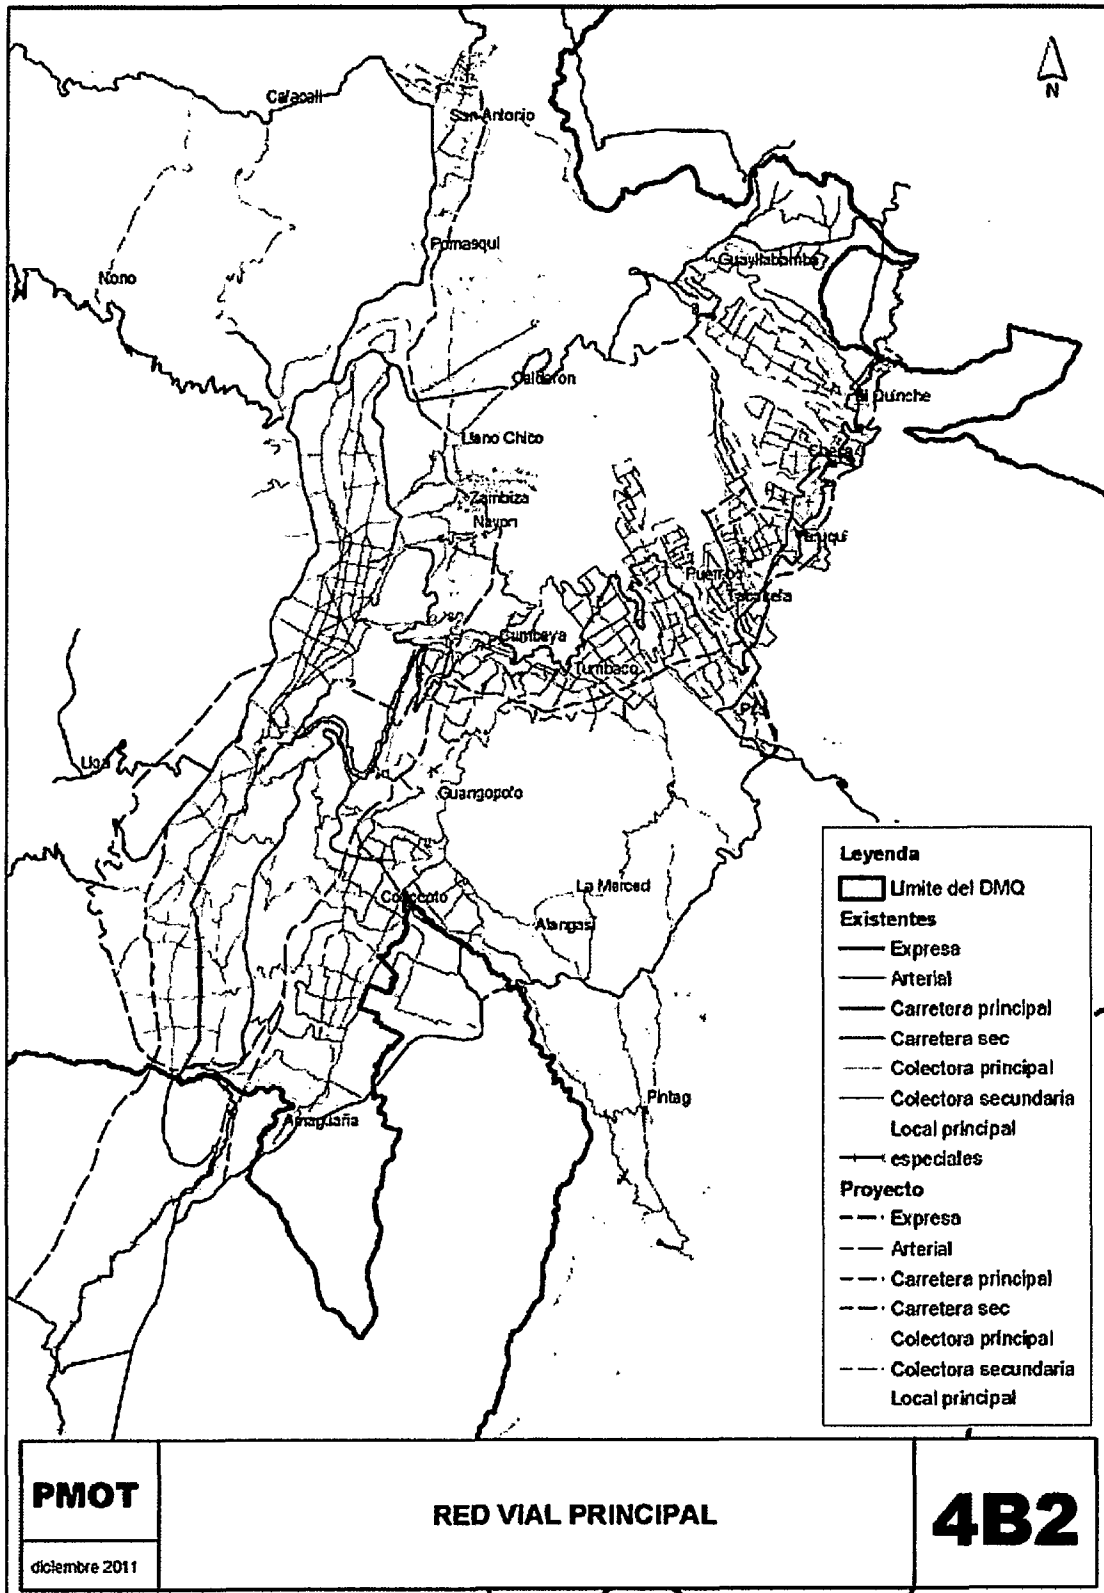 N
Calacali
San Antonio
Pomasqui
Nono
Guayllabamba
Calderon
El Quinche
Llano Chico
Checa
Zambiza
Nayon
Yaruqui
Puembo
Tababela
Cumbaya
Tumbaco
Lloa
Guangopolo
La Merced
Conocoto
Alangasi
Pintag
Amaguaña
Leyenda
Limite del DMQ
Existentes
Expresa
Arterial
Carretera principal
Carretera sec
Colectora principal
Colectora secundaria
Local principal
especiales
Proyecto
Expresa
Arterial
Carretera principal
Carretera sec
Colectora principal
Colectora secundaria
Local principal
PMOT
diciembre 2011
RED VIAL PRINCIPAL
4B2